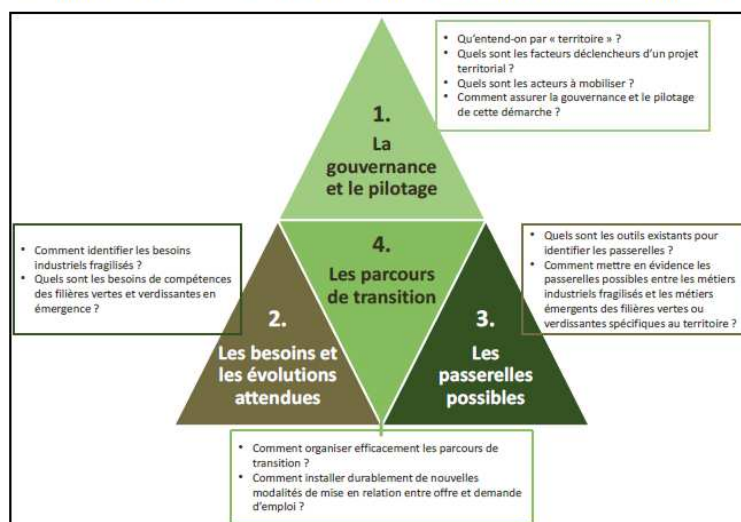 • Qu'entend-on par « territoire » ?
• Quels sont les facteurs déclencheurs d'un projet
territorial ?
• Quels sont les acteurs à mobiliser ?
• Comment assurer la gouvernance et le pilotage
de cette démarche ?
1.
La
gouvernance
et le pilotage
• Comment identifier les besoins
industriels fragilisés ?
• Quels sont les besoins de compétences
des filières vertes et verdissantes en
émergence ?
4.
Les parcours
de transition
• Quels sont les outils existants pour
identifier les passerelles ?
• Comment mettre en évidence les
passerelles possibles entre les métiers
industriels fragilisés et les métiers
émergents des filières vertes ou
verdissantes spécifiques au territoire ?
2.
Les besoins et
les évolutions
attendues
3.
Les
passerelles
possibles
• Comment organiser efficacement les parcours de
transition ?
• Comment installer durablement de nouvelles
modalités de mise en relation entre offre et demande
d'emploi ?